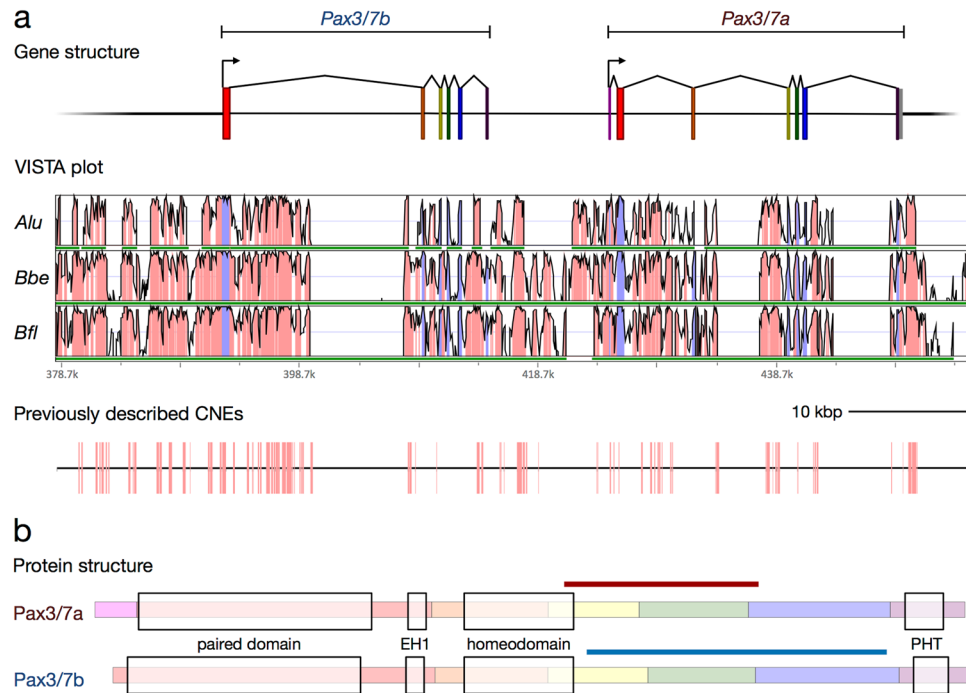 a
Pax3/7b
Pax3/7a
Gene structure
VISTA plot
Alu
Bbe
Bfl
378.7k 398.7k 418.7k 438.7k
Previously described CNEs
10 kbp
b
Protein structure
Pax3/7a
paired domain EH1 homeodomain PHT
Pax3/7b